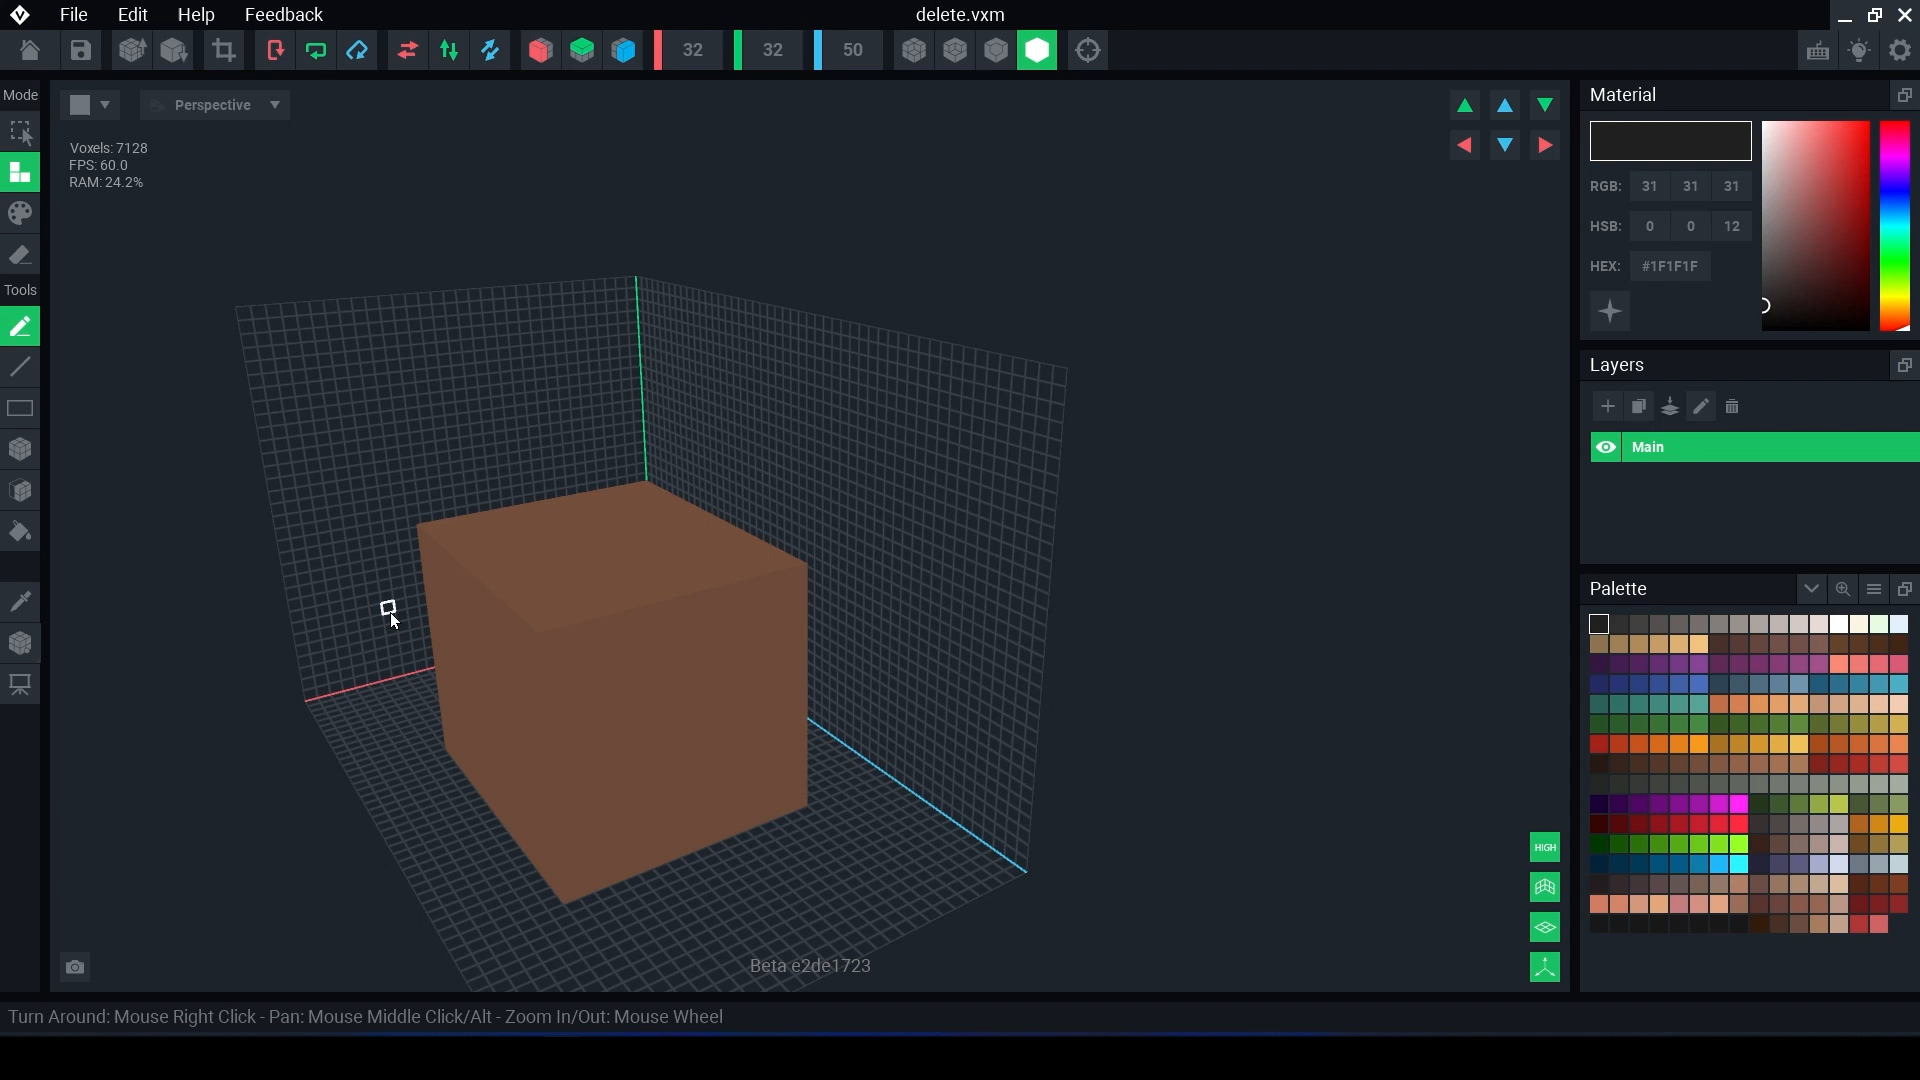 File Edit Help Feedback delete.vxm
32 32 50
Mode
Perspective
Voxels: 7128
FPS: 60.0
RAM: 24.2%
Tools
Material
RGB: 31 31 31
HSB: 0 0 12
HEX: #1F1F1F
Layers
Main
Palette
HIGH
Beta e2de1723
Turn Around: Mouse Right Click - Pan: Mouse Middle Click/Alt - Zoom In/Out: Mouse Wheel